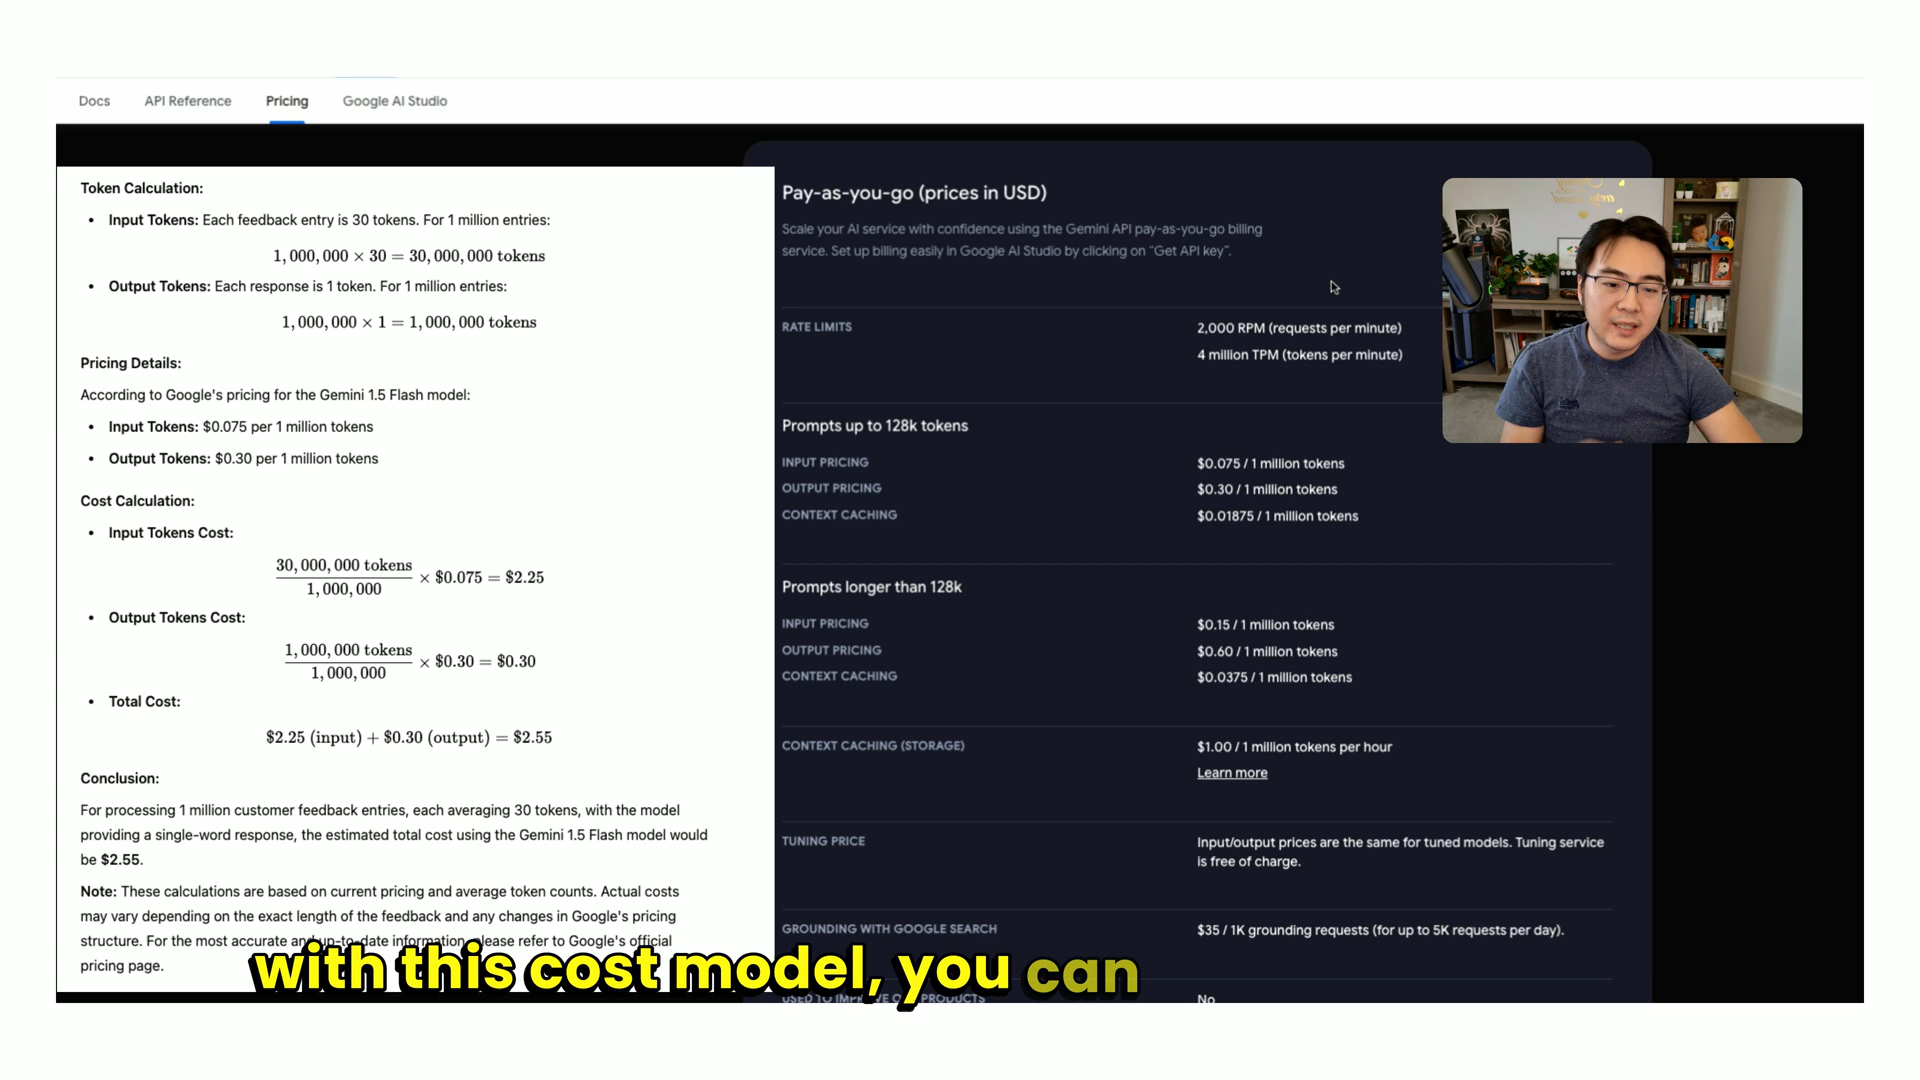 Docs API Reference Pricing Google AI Studio
Token Calculation:
• Input Tokens: Each feedback entry is 30 tokens. For 1 million entries:
1,000,000 × 30 = 30,000,000 tokens
• Output Tokens: Each response is 1 token. For 1 million entries:
1,000,000 × 1 = 1,000,000 tokens
Pricing Details:
According to Google's pricing for the Gemini 1.5 Flash model:
• Input Tokens: $0.075 per 1 million tokens
• Output Tokens: $0.30 per 1 million tokens
Cost Calculation:
• Input Tokens Cost:
30,000,000 tokens
1,000,000
× $0.075 = $2.25
• Output Tokens Cost:
1,000,000 tokens
1,000,000
× $0.30 = $0.30
• Total Cost:
$2.25 (input) + $0.30 (output) = $2.55
Conclusion:
For processing 1 million customer feedback entries, each averaging 30 tokens, with the model
providing a single-word response, the estimated total cost using the Gemini 1.5 Flash model would
be $2.55.
Note: These calculations are based on current pricing and average token counts. Actual costs
may vary depending on the exact length of the feedback and any changes in Google's pricing
structure. For the most accurate and up-to-date information, please refer to Google's official
pricing page.
Pay-as-you-go (prices in USD)
Scale your AI service with confidence using the Gemini API pay-as-you-go billing
service. Set up billing easily in Google AI Studio by clicking on "Get API key".
RATE LIMITS 2,000 RPM (requests per minute)
4 million TPM (tokens per minute)
Prompts up to 128k tokens
INPUT PRICING $0.075 / 1 million tokens
OUTPUT PRICING $0.30 / 1 million tokens
CONTEXT CACHING $0.01875 / 1 million tokens
Prompts longer than 128k
INPUT PRICING $0.15 / 1 million tokens
OUTPUT PRICING $0.60 / 1 million tokens
CONTEXT CACHING $0.0375 / 1 million tokens
CONTEXT CACHING (STORAGE) $1.00 / 1 million tokens per hour
Learn more
TUNING PRICE Input/output prices are the same for tuned models. Tuning service
is free of charge.
GROUNDING WITH GOOGLE SEARCH $35 / 1K grounding requests (for up to 5K requests per day).
USED TO IMPROVE OUR PRODUCTS No
with this cost model, you can